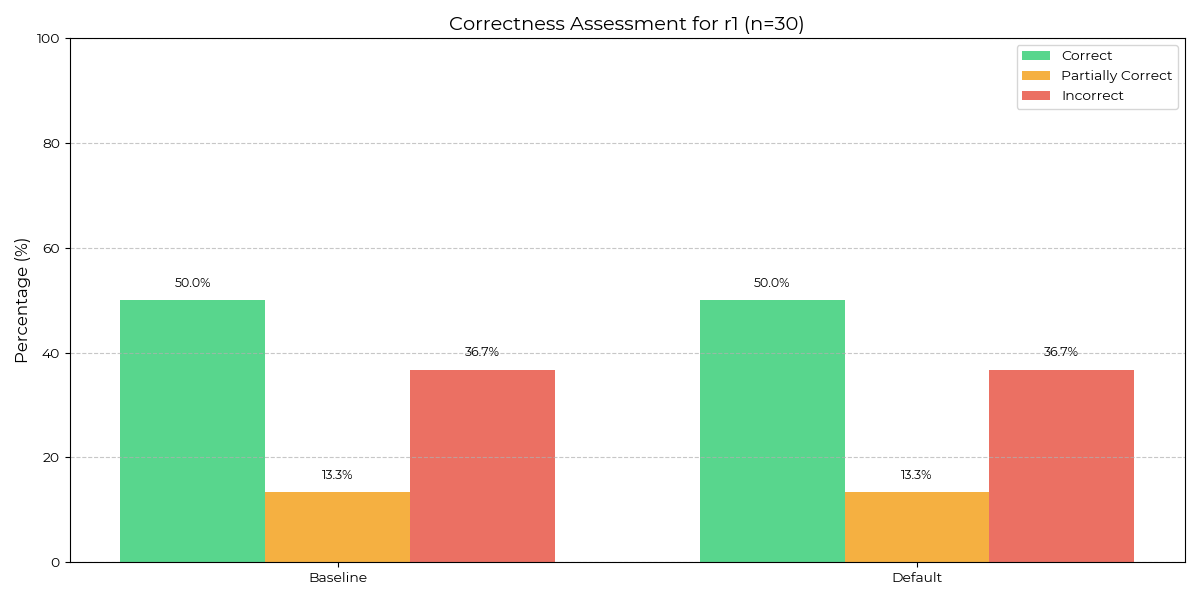 Correctness Assessment for r1 (n=30)
100
80
60
40
20
0
Percentage (%)
Correct
Partially Correct
Incorrect
50.0%
13.3%
36.7%
50.0%
13.3%
36.7%
Baseline
Default